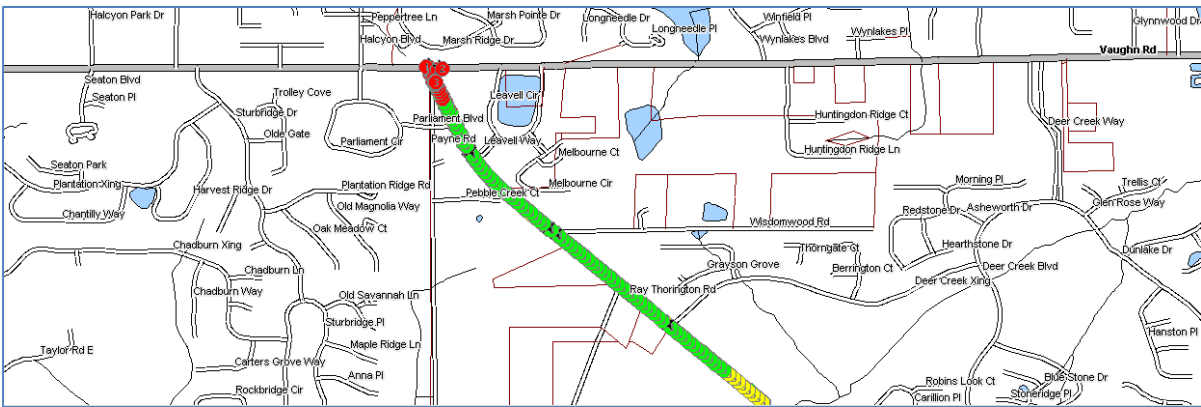 Halcyon Park Dr
Peppertree Ln
Marsh Pointe Dr
Longneedle Dr
Winfield Pl
Glynnwood Dr
Halcyon Blvd
Marsh Ridge Dr
Longneedle Pl
Wynlakes Blvd
Wynlakes Pl
Vaughn Rd
Seaton Blvd
Seaton Pl
Trolley Cove
Leavell Cir
Sturbridge Dr
Parliament Blvd
Huntingdon Ridge Ct
Deer Creek Way
Olde Gate
Parliament Cir
Payne Rd
Leavell Way
Melbourne Ct
Huntingdon Ridge Ln
Seaton Park
Plantation Xing
Harvest Ridge Dr
Plantation Ridge Rd
Pebble Creek Ct
Melbourne Cir
Morning Pl
Trellis Ct
Old Magnolia Way
Glen Rose Way
Chantilly Way
Oak Meadow Ct
Wisdomwood Rd
Redstone Dr
Asheworth Dr
Chadburn Xing
Thorngate Ct
Hearthstone Dr
Dunlake Dr
Chadburn Ln
Grayson Grove
Berrington Ct
Deer Creek Blvd
Chadburn Way
Old Savannah Ln
Ray Thorington Rd
Deer Creek Xing
Sturbridge Pl
Hanston Pl
Taylor Rd E
Maple Ridge Ln
Carters Grove Way
Anna Pl
Robins Look Ct
Blue Stone Dr
Rockbridge Cir
Carillion Pl
Stoneridge Pl